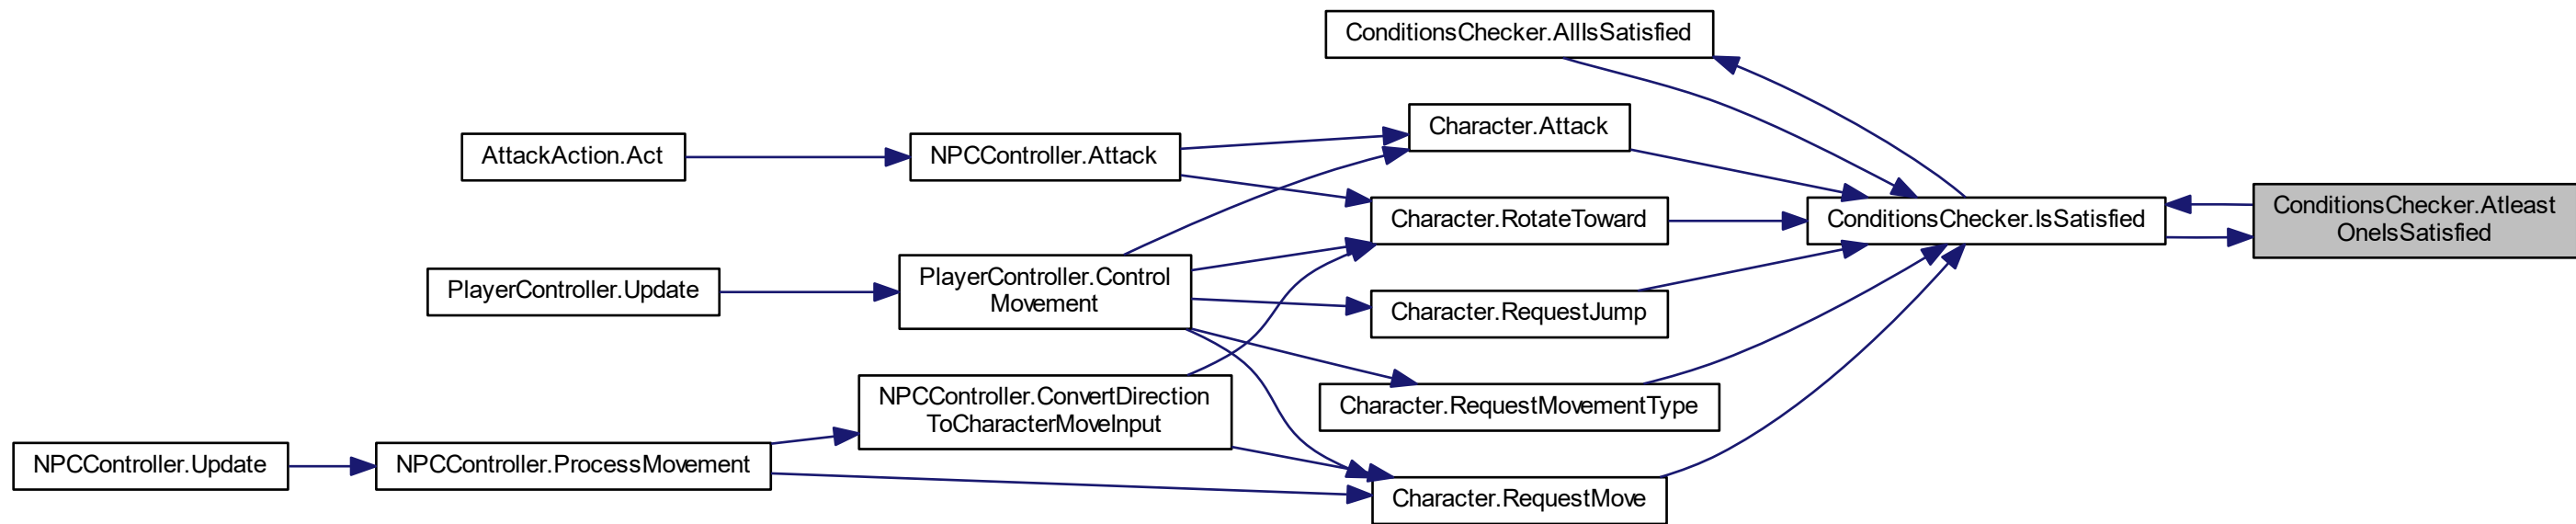 ConditionsChecker.AllIsSatisfied
Character.Attack
AttackAction.Act
NPCController.Attack
Character.RotateToward
ConditionsChecker.IsSatisfied
ConditionsChecker.Atleast
OneIsSatisfied
PlayerController.Update
PlayerController.Control
Movement
Character.RequestJump
NPCController.ConvertDirection
ToCharacterMoveInput
Character.RequestMovementType
NPCController.Update
NPCController.ProcessMovement
Character.RequestMove